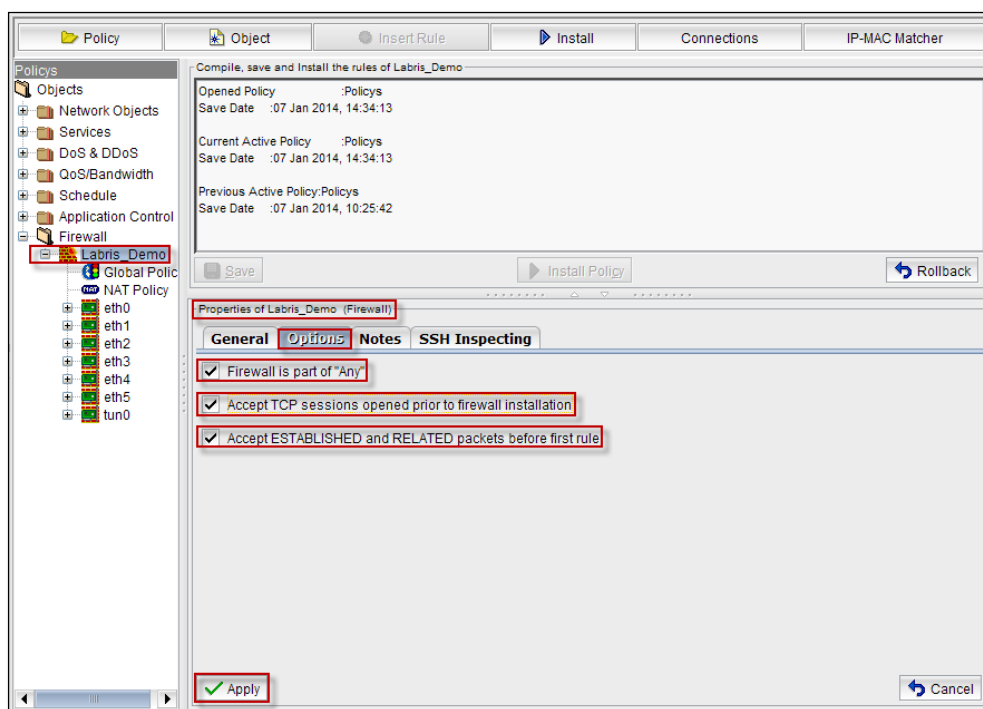 Policy Object Insert Rule Install Connections IP-MAC Matcher
Policys
Objects
Network Objects
Services
DoS & DDoS
QoS/Bandwidth
Schedule
Application Control
Firewall
Labris_Demo
Global Polic
NAT NAT Policy
eth0
eth1
eth2
eth3
eth4
eth5
tun0
Compile, save and Install the rules of Labris_Demo
Opened Policy :Policys
Save Date :07 Jan 2014, 14:34:13
Current Active Policy :Policys
Save Date :07 Jan 2014, 14:34:13
Previous Active Policy:Policys
Save Date :07 Jan 2014, 10:25:42
Save Install Policy Rollback
Properties of Labris_Demo (Firewall)
General Options Notes SSH Inspecting
Firewall is part of "Any"
Accept TCP sessions opened prior to firewall installation
Accept ESTABLISHED and RELATED packets before first rule
Apply Cancel